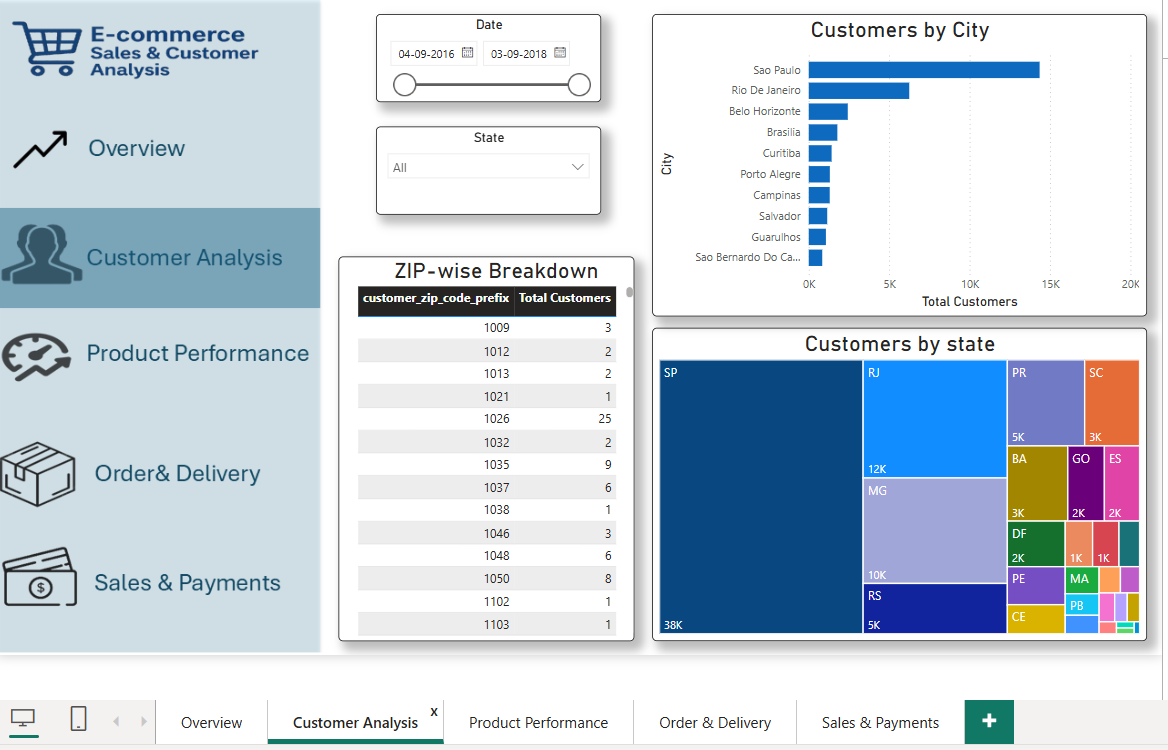 E-commerce
Sales & Customer
Analysis
Overview
Customer Analysis
Product Performance
Order& Delivery
Sales & Payments
$
Date
04-09-2016
03-09-2018
State
All
ZIP-wise Breakdown
customer_zip_code_prefix Total Customers
1009 3
1012 2
1013 2
1021 1
1026 25
1032 2
1035 9
1037 6
1038 1
1046 3
1048 6
1050 8
1102 1
1103 1
Customers by City
City
Sao Paulo
Rio De Janeiro
Belo Horizonte
Brasilia
Curitiba
Porto Alegre
Campinas
Salvador
Guarulhos
Sao Bernardo Do Ca...
0K 5K 10K 15K 20K
Total Customers
Customers by state
SP
38K
RJ
12K
MG
10K
RS
5K
PR
5K
SC
3K
BA
3K
GO
2K
ES
2K
DF
2K
1K
1K
PE
MA
PB
CE
Overview
Customer Analysis
x
Product Performance
Order & Delivery
Sales & Payments
+